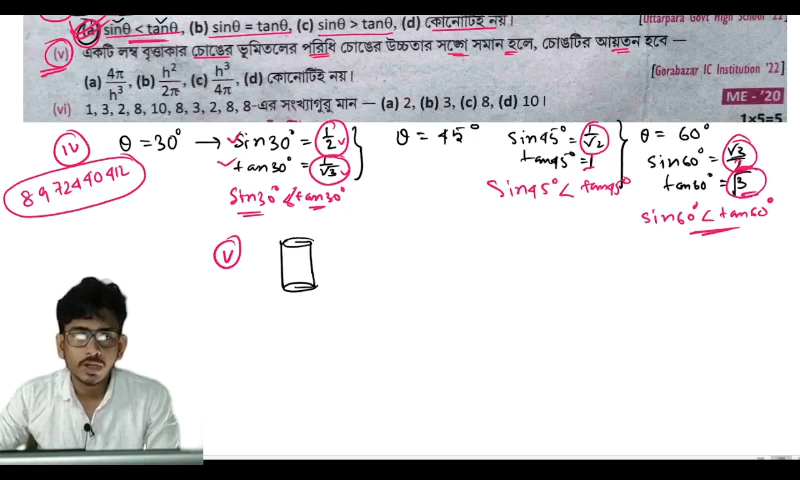 (a) sinθ < tanθ, (b) sinθ = tanθ, (c) sinθ > tanθ, (d) কোনোটিই নয়। [Uttarpara Govt High School '22]
(v) একটি লম্ব বৃত্তাকার চোঙের ভূমিতলের পরিধি চোঙের উচ্চতার সঙ্গে সমান হলে, চোঙটির আয়তন হবে —
(a) 4π/h³, (b) h²/2π, (c) h³/4π, (d) কোনোটিই নয়। [Gorabazar IC Institution '22]
(vi) 1, 3, 2, 8, 10, 8, 3, 2, 8, 8-এর সংখ্যাগুরু মান — (a) 2, (b) 3, (c) 8, (d) 10।
ME – '20
1×5=5
iv θ = 30° → sin30° = 1/2
tan30° = 1/√3
sin30° < tan30°
θ = 45° sin45° = 1/√2
tan45° = 1
sin45° < tan45°
θ = 60°
sin60° = √3/2
tan60° = √3
sin60° < tan60°
8972440412
v